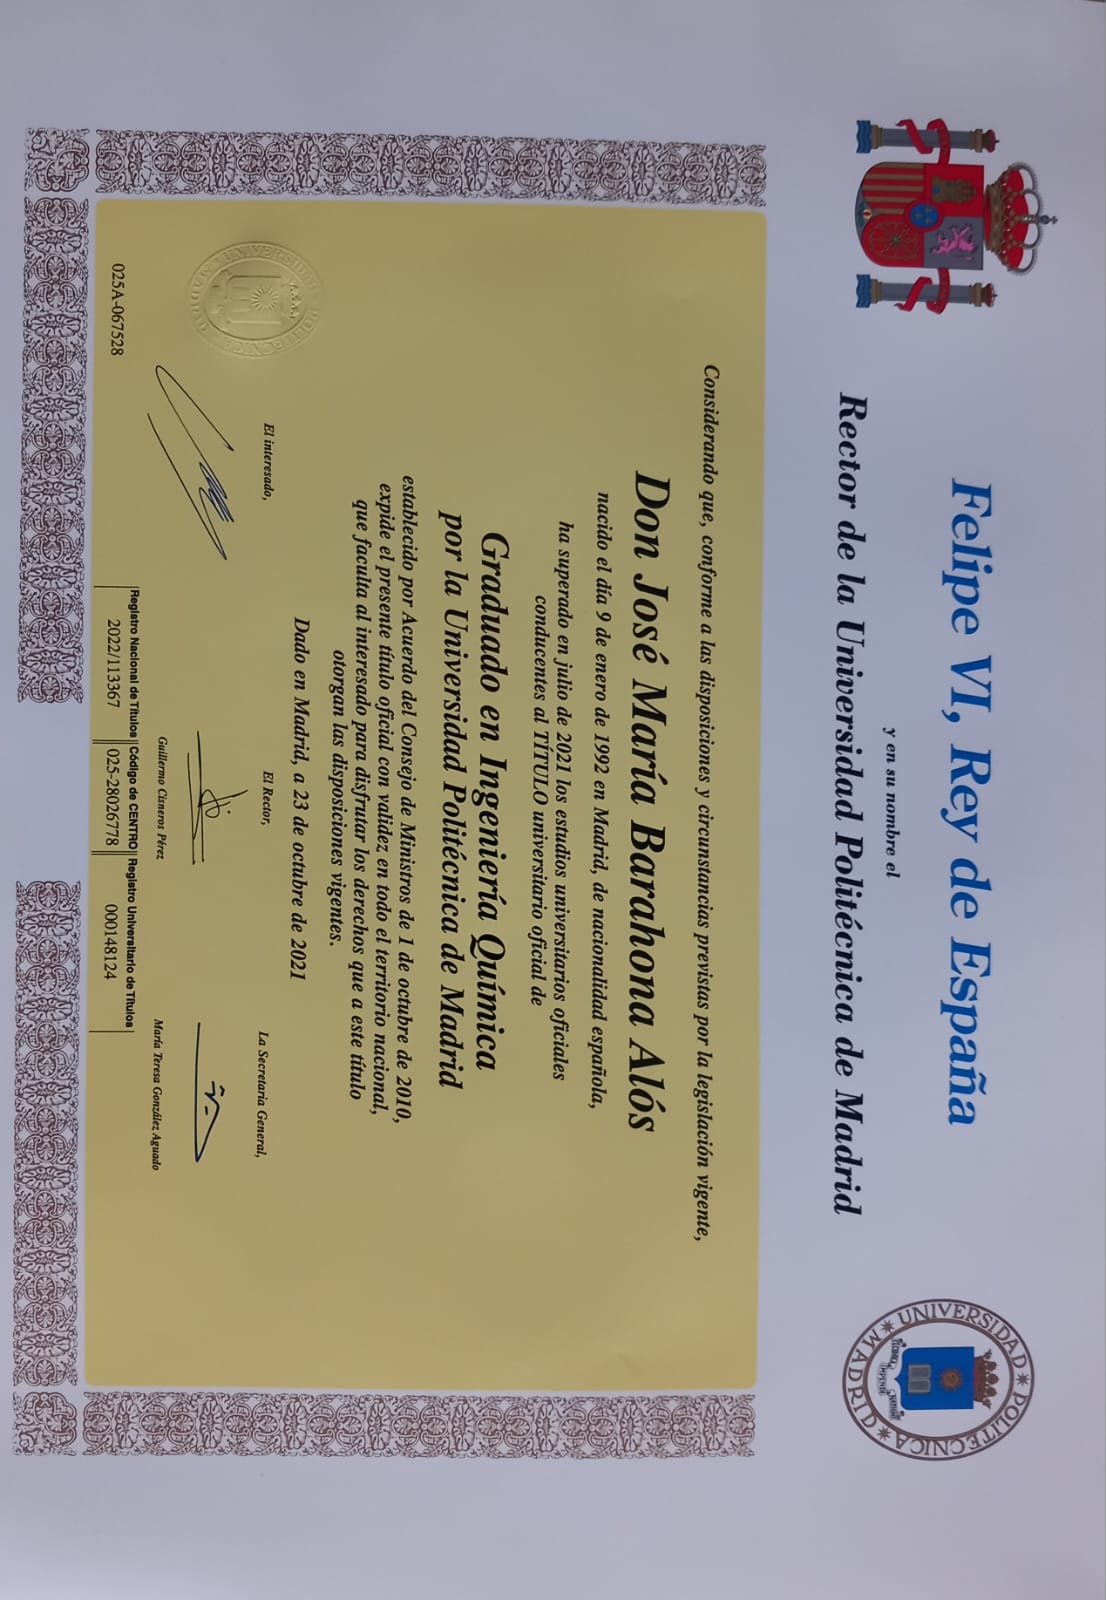 Felipe VI, Rey de España
y en su nombre el
Rector de la Universidad Politécnica de Madrid
UNIVERSIDAD POLITÉCNICA MADRID
Considerando que, conforme a las disposiciones y circunstancias previstas por la legislación vigente,
Don José María Barahona Alós
nacido el día 9 de enero de 1992 en Madrid, de nacionalidad española,
ha superado en julio de 2021 los estudios universitarios oficiales
conducentes al TÍTULO universitario oficial de
Graduado en Ingeniería Química
por la Universidad Politécnica de Madrid
establecido por Acuerdo del Consejo de Ministros de 1 de octubre de 2010,
expide el presente título oficial con validez en todo el territorio nacional,
que faculta al interesado para disfrutar los derechos que a este título
otorgan las disposiciones vigentes.
Dado en Madrid, a 23 de octubre de 2021
El interesado,
El Rector,
La Secretaria General,
UNIVERSIDAD POLITÉCNICA MADRID
Guillermo Cisneros Pérez
María Teresa González Aguado
025A-067528
Registro Nacional de Títulos
Código de CENTRO
Registro Universitario de Títulos
2022/113367
025-28026778
000148124